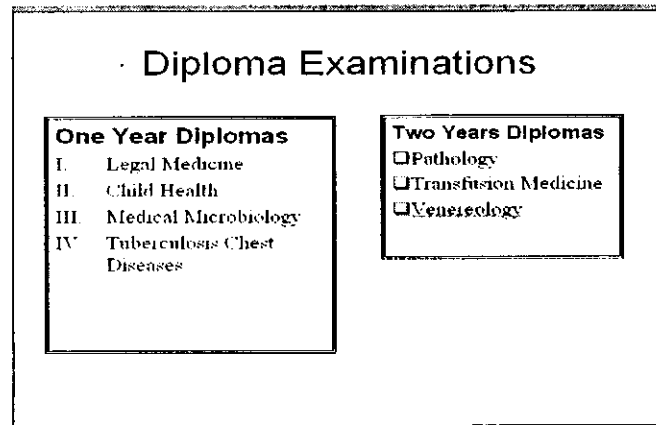 Diploma Examinations
One Year Diplomas
I. Legal Medicine
II. Child Health
III. Medical Microbiology
IV Tuberculosis Chest
Diseases
Two Years Diplomas
❑Pathology
❑Transfusion Medicine
❑Venereology